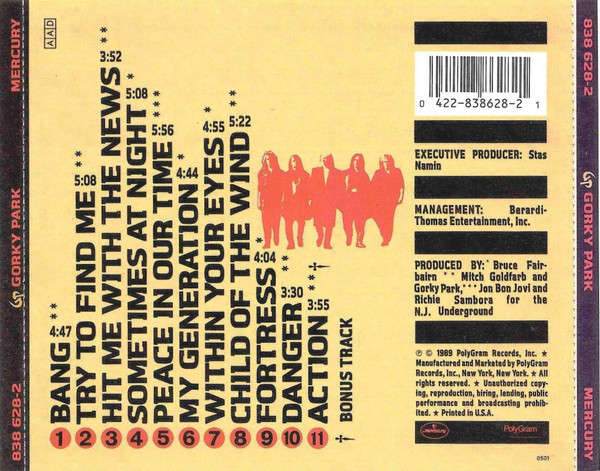 838 628-2 GORKY PARK MERCURY
AAD
1 BANG ** 4:47
2 TRY TO FIND ME ** 5:08
3 HIT ME WITH THE NEWS ** 3:52
4 SOMETIMES AT NIGHT * 5:08
5 PEACE IN OUR TIME *** 5:56
6 MY GENERATION ** 4:44
7 WITHIN YOUR EYES * 4:55
8 CHILD OF THE WIND ** 5:22
9 FORTRESS * 4:04
10 DANGER ** 3:30
11 ACTION ** † 3:55
† BONUS TRACK
0 422-838628-2 1
EXECUTIVE PRODUCER: Stas
Namin
MANAGEMENT: Berardi-
Thomas Entertainment, Inc.
PRODUCED BY:* Bruce Fair-
bairn ** Mitch Goldfarb and
Gorky Park,*** Jon Bon Jovi and
Richie Sambora for the
N.J. Underground
℗ © 1989 PolyGram Records, Inc. ★
Manufactured and Marketed by PolyGram
Records, Inc., New York, New York. ★ All
rights reserved. ★ Unauthorized copy-
ing, reproduction, hiring, lending, public
performance and broadcasting prohib-
ited. ★ Printed in U.S.A.
mercury
PolyGram
0501
838 628-2 GORKY PARK MERCURY